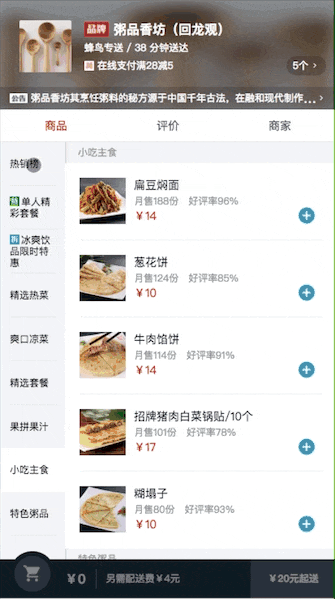 品牌 粥品香坊（回龙观）
蜂鸟专送 / 38 分钟送达
减 在线支付满28减5
5个 >
公告 粥品香坊其烹饪粥料的秘方源于中国千年古法，在融和现代制作... >
商品 评价 商家
热销榜
单人精
彩套餐
新 冰爽饮
品限时特
惠
精选热菜
爽口凉菜
精选套餐
果拼果汁
小吃主食
特色粥品
小吃主食
扁豆焖面
月售188份 好评率96%
￥14
葱花饼
月售124份 好评率85%
￥10
牛肉馅饼
月售114份 好评率91%
￥14
招牌猪肉白菜锅贴/10个
月售101份 好评率78%
￥17
糊塌子
月售80份 好评率93%
￥10
特色粥品
￥0
另需配送费￥4元
￥20元起送